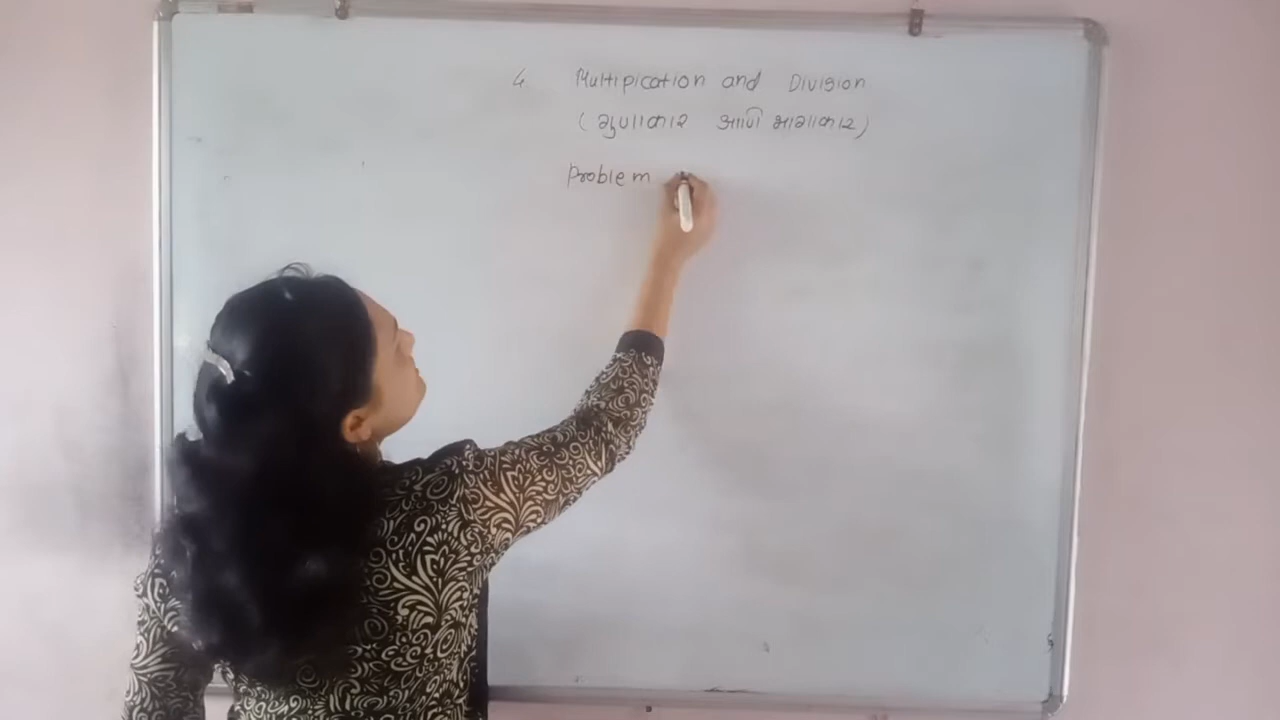 4 Multipication and Division
(गुणाकार आणि भागाकार)
Problem